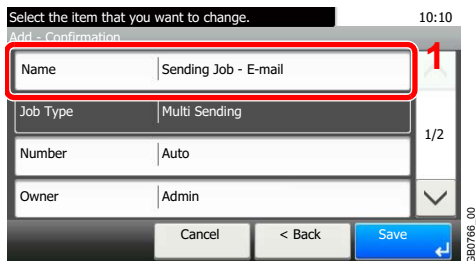 Select the item that you want to change. 10:10
Add - Confirmation
1
Name Sending Job - E-mail
Job Type Multi Sending
1/2
Number Auto
Owner Admin
Cancel < Back Save
GB0766_00